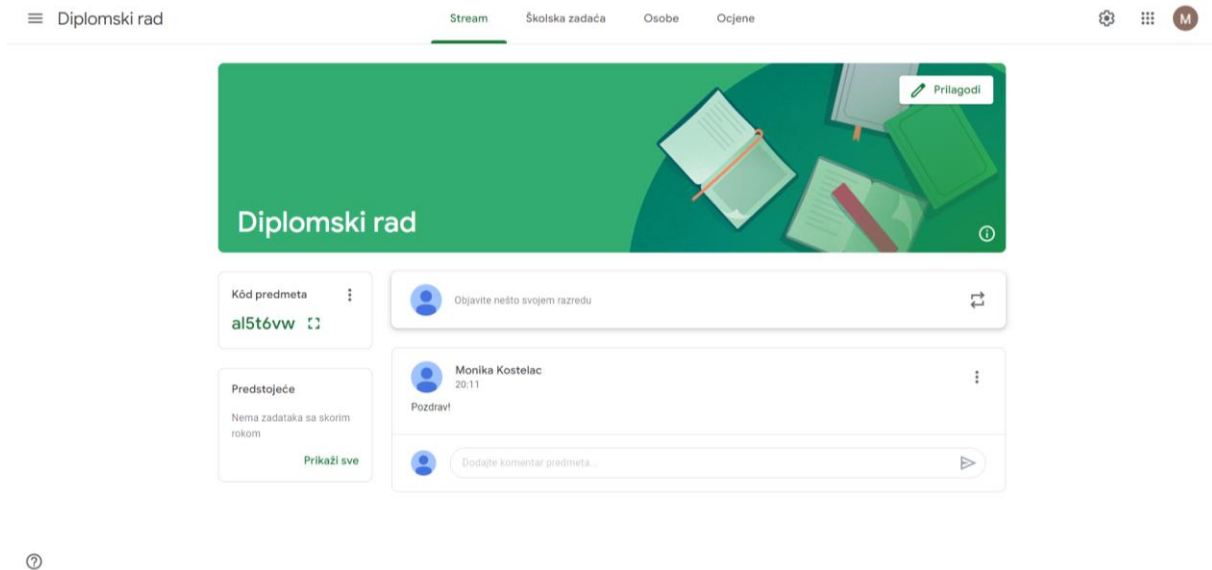 Diplomski rad
Stream
Školska zadaća
Osobe
Ocjene
M
Prilagodi
Diplomski rad
Kôd predmeta
al5t6vw
Objavite nešto svojem razredu
Monika Kostelac
20:11
Pozdrav!
Predstojeće
Nema zadataka sa skorim
rokom
Prikaži sve
Dodajte komentar predmeta...